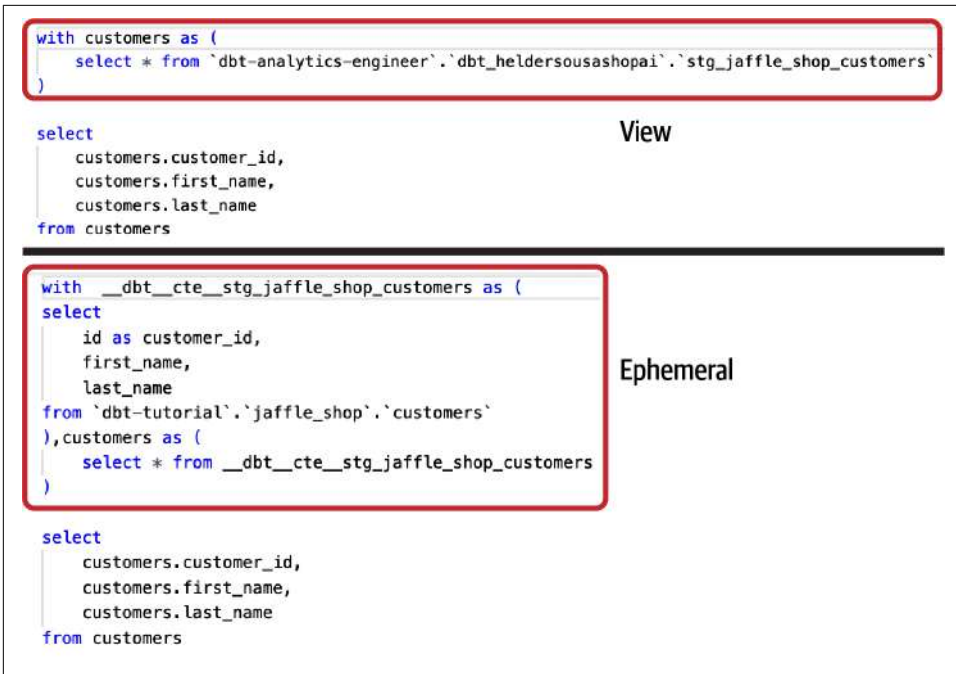 with customers as (
    select * from `dbt-analytics-engineer`.`dbt_heldersousashopai`.`stg_jaffle_shop_customers`
)
View
select
    customers.customer_id,
    customers.first_name,
    customers.last_name
from customers
with  __dbt__cte__stg_jaffle_shop_customers as (
select
    id as customer_id,
    first_name,
    last_name
from `dbt-tutorial`.`jaffle_shop`.`customers`
),customers as (
    select * from __dbt__cte__stg_jaffle_shop_customers
)
Ephemeral
select
    customers.customer_id,
    customers.first_name,
    customers.last_name
from customers